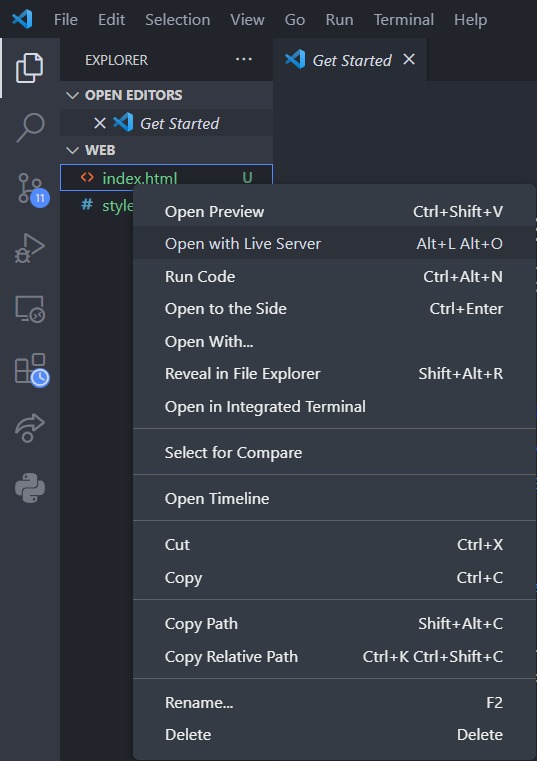 File Edit Selection View Go Run Terminal Help
EXPLORER ···
Get Started
OPEN EDITORS
Get Started
WEB
index.html U
# style
11
Open Preview Ctrl+Shift+V
Open with Live Server Alt+L Alt+O
Run Code Ctrl+Alt+N
Open to the Side Ctrl+Enter
Open With...
Reveal in File Explorer Shift+Alt+R
Open in Integrated Terminal
Select for Compare
Open Timeline
Cut Ctrl+X
Copy Ctrl+C
Copy Path Shift+Alt+C
Copy Relative Path Ctrl+K Ctrl+Shift+C
Rename... F2
Delete Delete